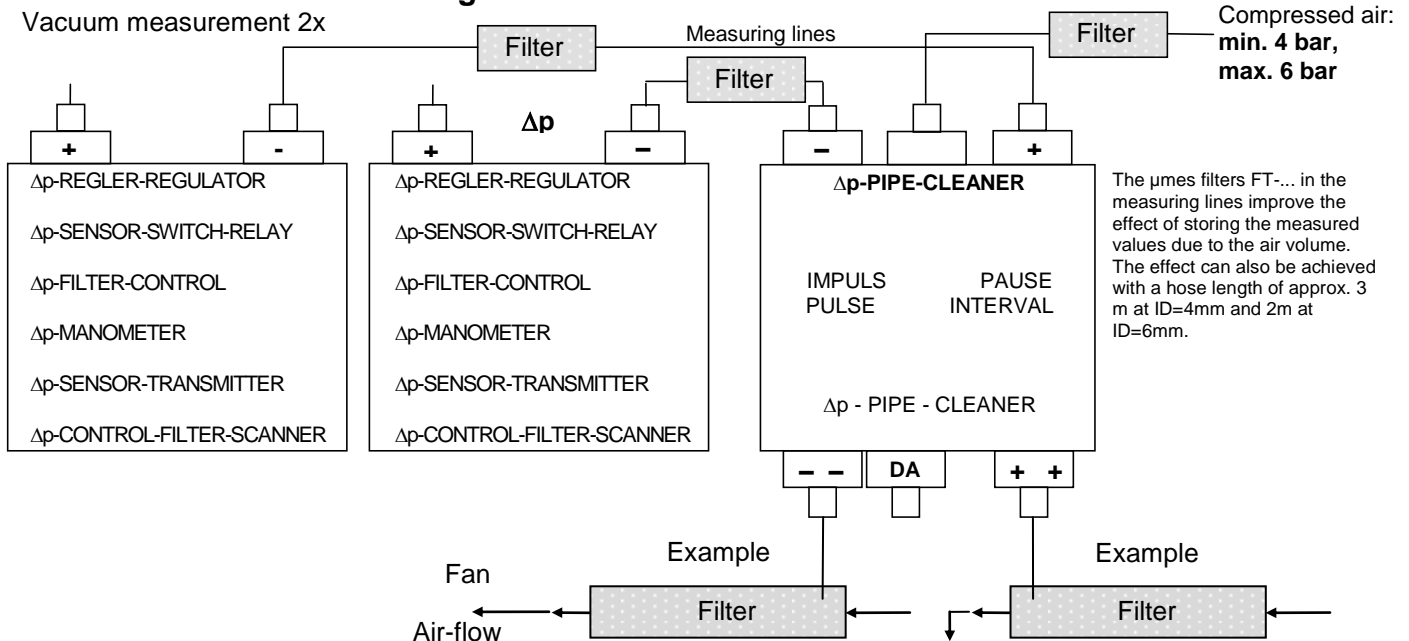 Vacuum measurement 2x
Filter
Measuring lines
Filter
Filter
Compressed air:
min. 4 bar,
max. 6 bar
Δp
+
-
+
–
–
+
Δp-REGLER-REGULATOR
Δp-SENSOR-SWITCH-RELAY
Δp-FILTER-CONTROL
Δp-MANOMETER
Δp-SENSOR-TRANSMITTER
Δp-CONTROL-FILTER-SCANNER
Δp-REGLER-REGULATOR
Δp-SENSOR-SWITCH-RELAY
Δp-FILTER-CONTROL
Δp-MANOMETER
Δp-SENSOR-TRANSMITTER
Δp-CONTROL-FILTER-SCANNER
Δp-PIPE-CLEANER
IMPULS PAUSE
PULSE INTERVAL
Δp - PIPE - CLEANER
– – DA + +
The µmes filters FT-... in the
measuring lines improve the
effect of storing the measured
values due to the air volume.
The effect can also be achieved
with a hose length of approx. 3
m at ID=4mm and 2m at
ID=6mm.
Example
Example
Fan
Filter
Filter
Air-flow